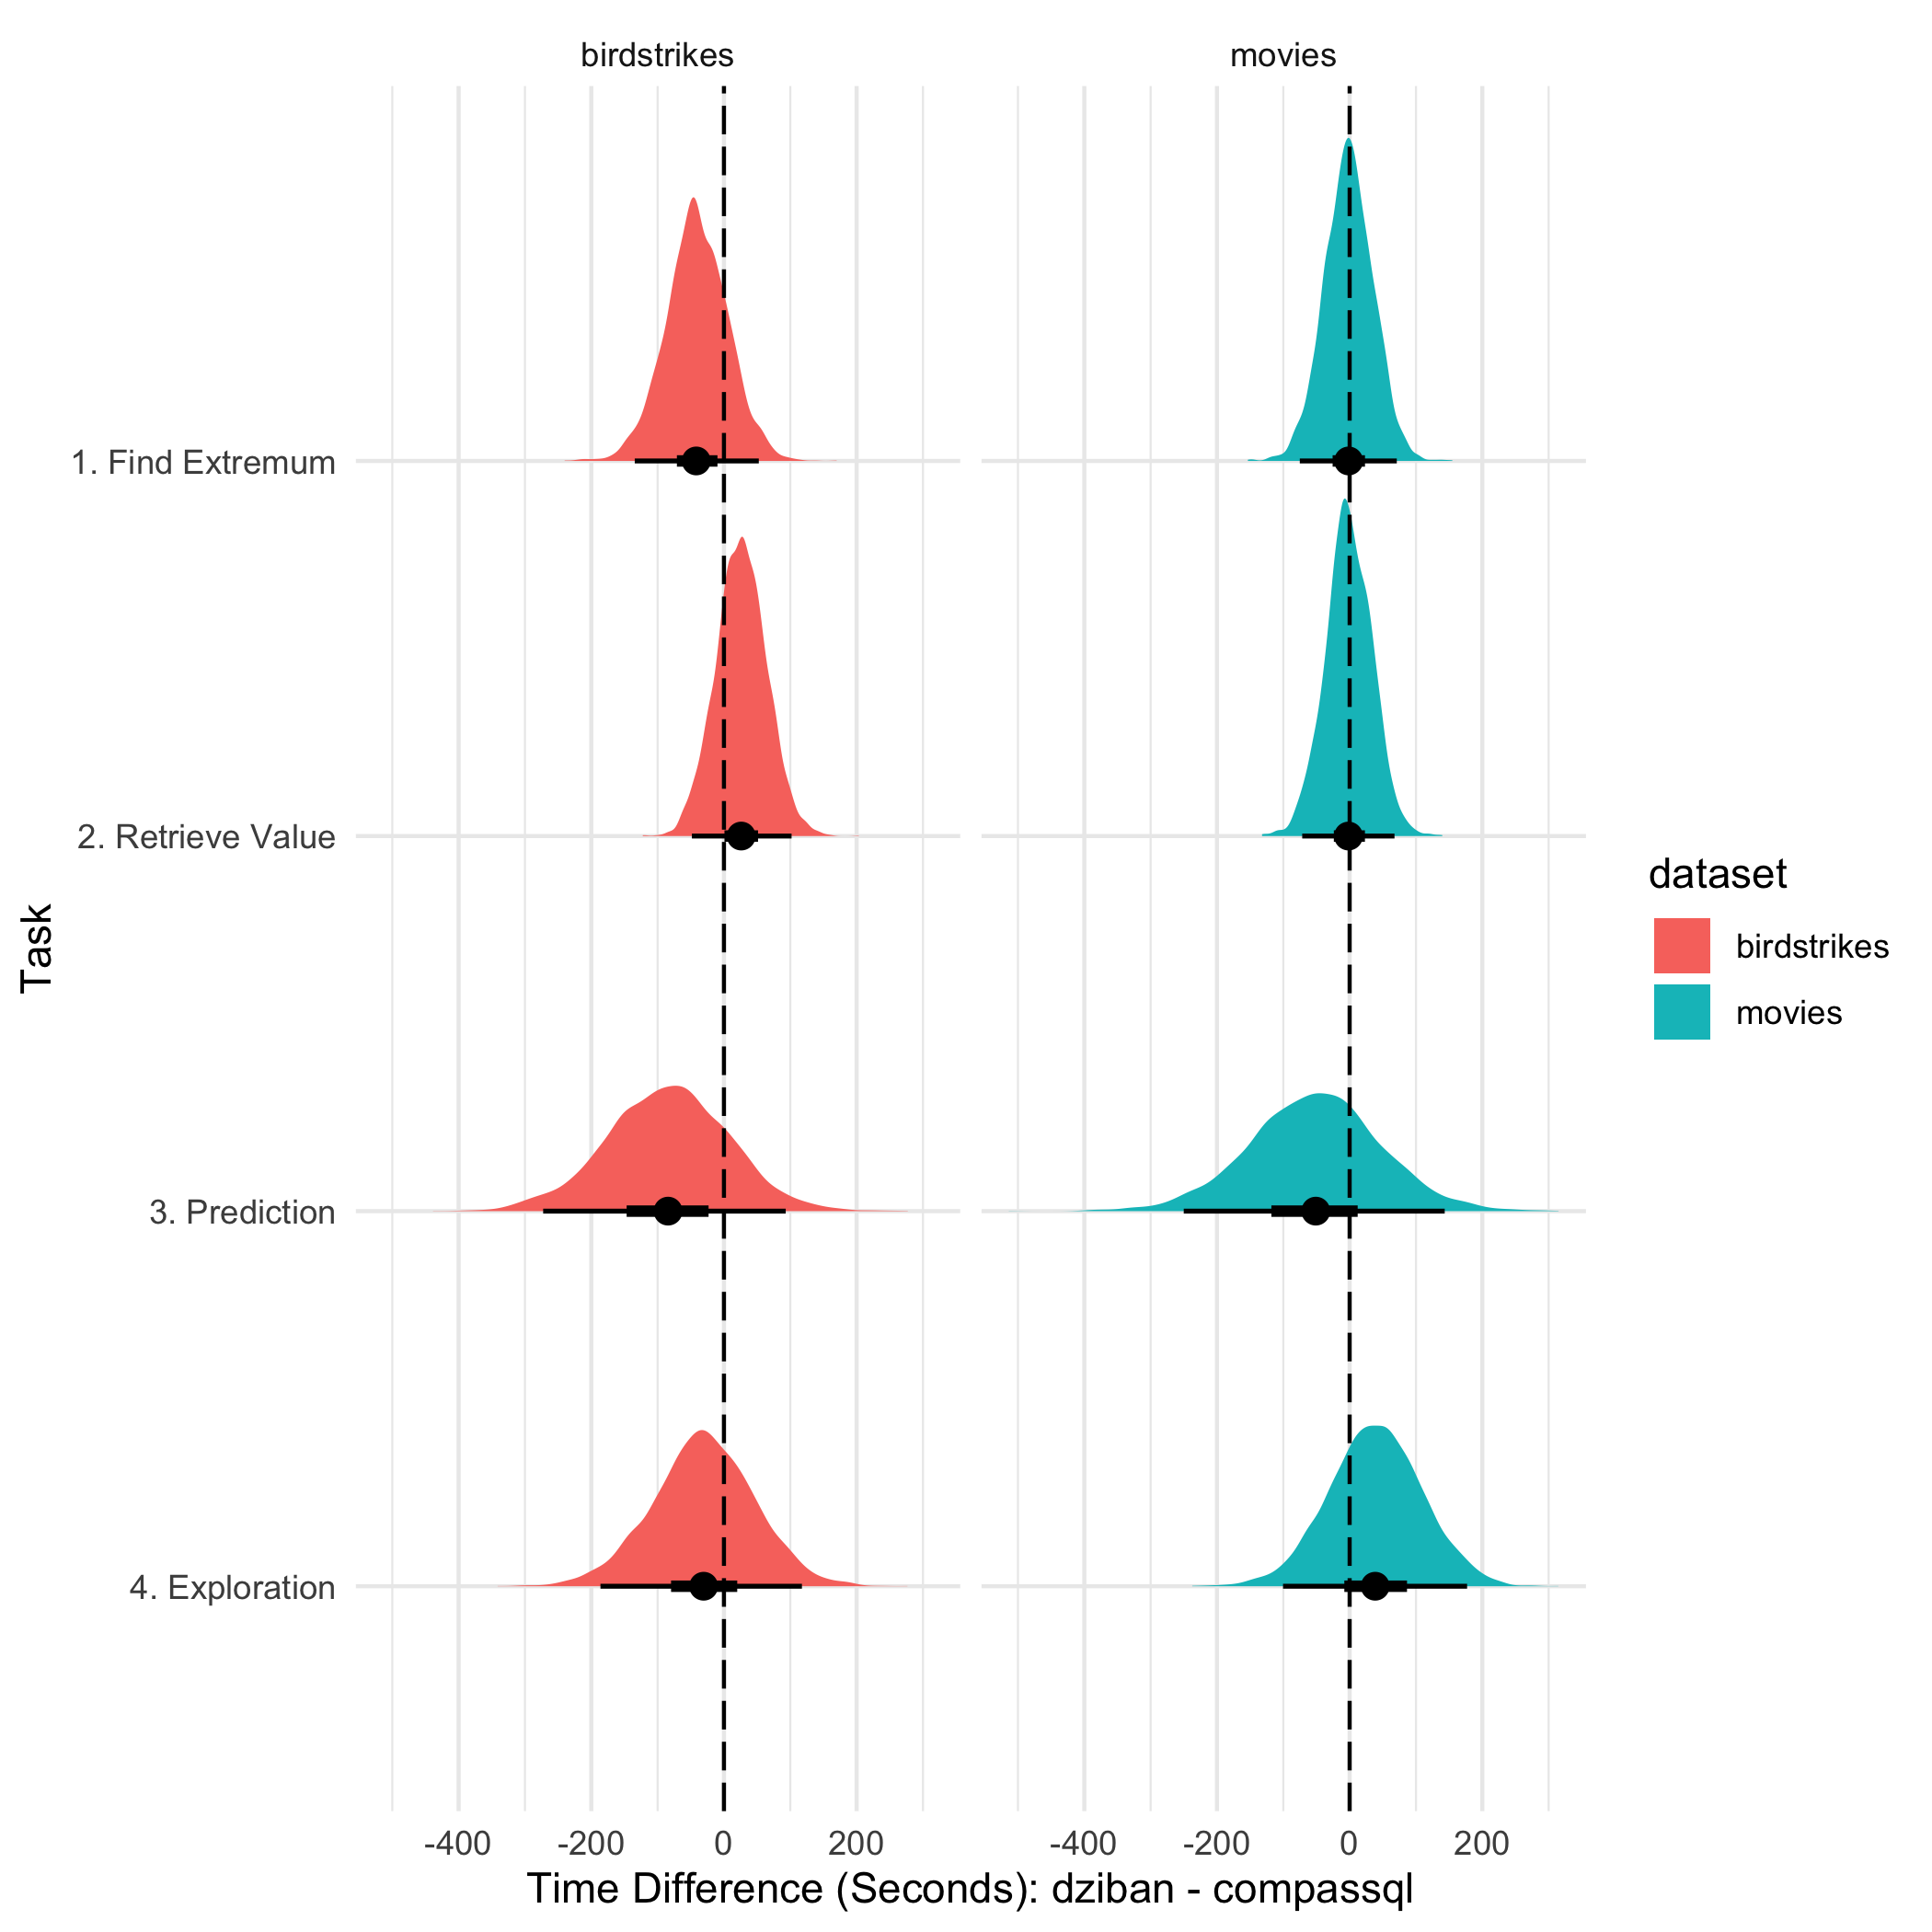 birdstrikes
movies
1. Find Extremum
2. Retrieve Value
3. Prediction
4. Exploration
Task
-400 -200 0 200
-400 -200 0 200
Time Difference (Seconds): dziban - compassql
dataset
birdstrikes
movies